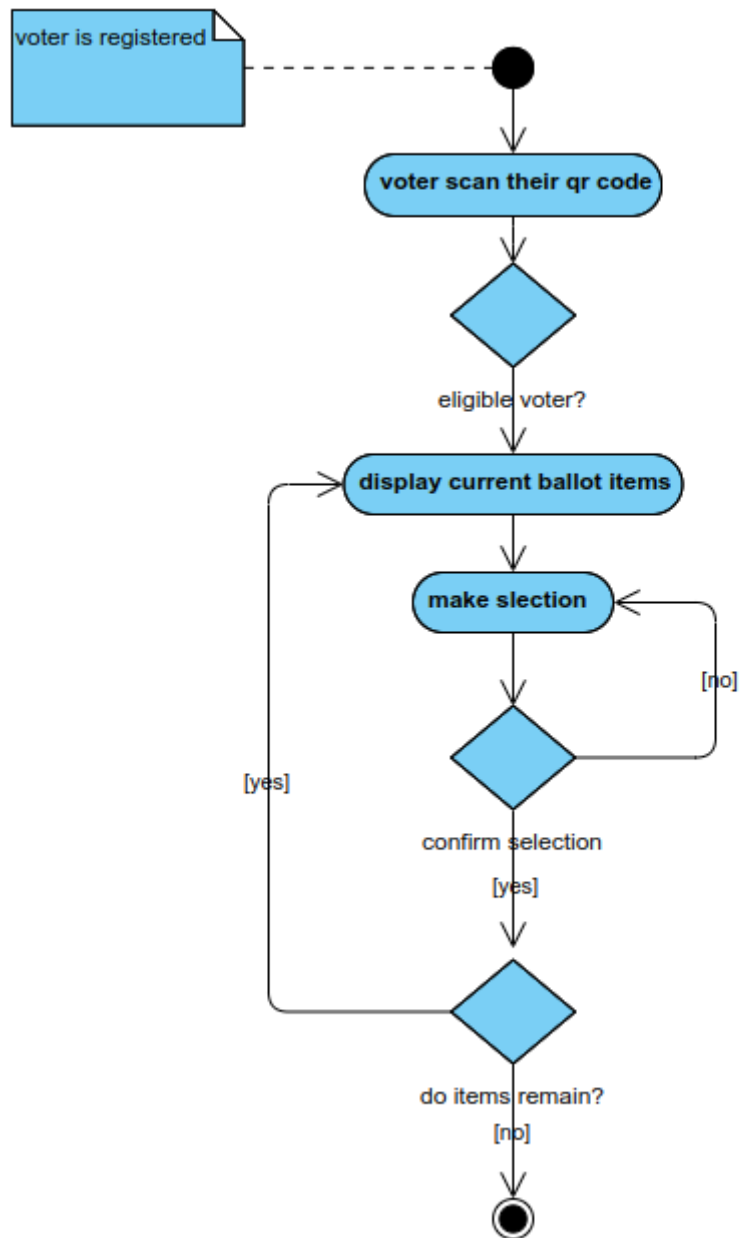 voter is registered
voter scan their qr code
eligible voter?
display current ballot items
make slection
[no]
[yes]
confirm selection
[yes]
do items remain?
[no]